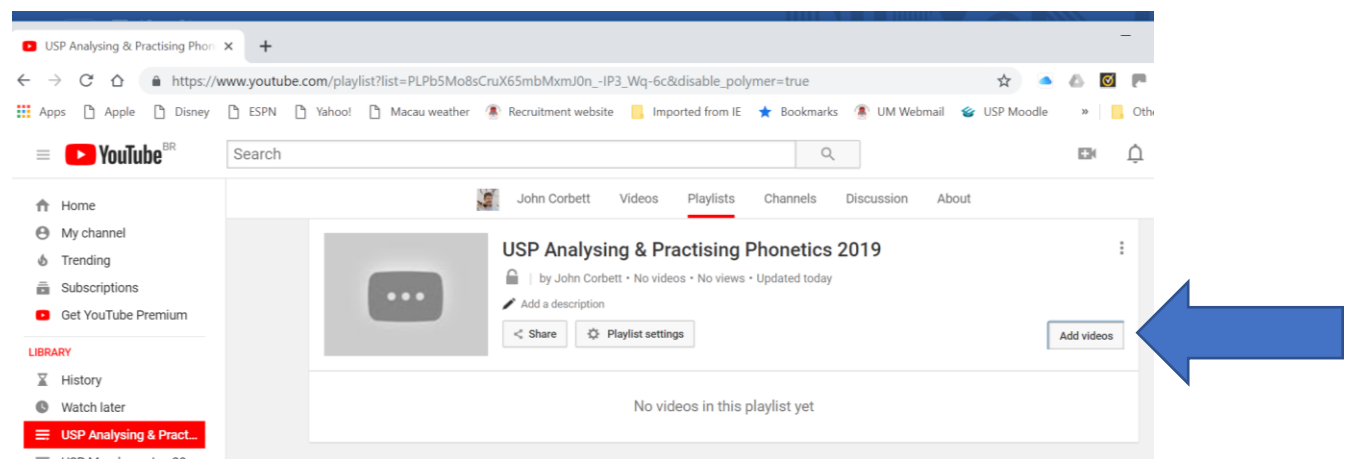 USP Analysing & Practising Phon
https://www.youtube.com/playlist?list=PLPb5Mo8sCruX65mbMxmJ0n_-IP3_Wq-6c&disable_polymer=true
Apps Apple Disney ESPN Yahoo! Macau weather Recruitment website Imported from IE Bookmarks UM Webmail USP Moodle » Othe
YouTube BR Search
John Corbett Videos Playlists Channels Discussion About
Home
My channel
Trending
Subscriptions
Get YouTube Premium
LIBRARY
History
Watch later
USP Analysing & Pract...
USP Analysing & Practising Phonetics 2019
by John Corbett • No videos • No views • Updated today
Add a description
Share Playlist settings Add videos
No videos in this playlist yet